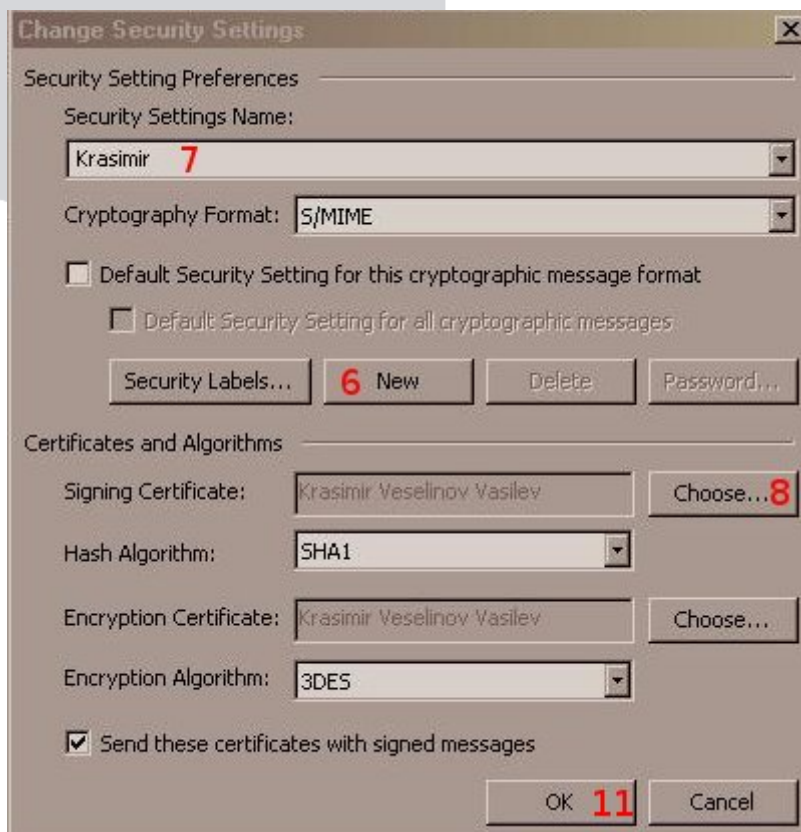 Change Security Settings
Security Setting Preferences
Security Settings Name:
Krasimir 7
Cryptography Format: S/MIME
Default Security Setting for this cryptographic message format
Default Security Setting for all cryptographic messages
Security Labels... 6 New Delete Password...
Certificates and Algorithms
Signing Certificate: Krasimir Veselinov Vasilev Choose... 8
Hash Algorithm: SHA1
Encryption Certificate: Krasimir Veselinov Vasilev Choose...
Encryption Algorithm: 3DES
Send these certificates with signed messages
OK 11 Cancel